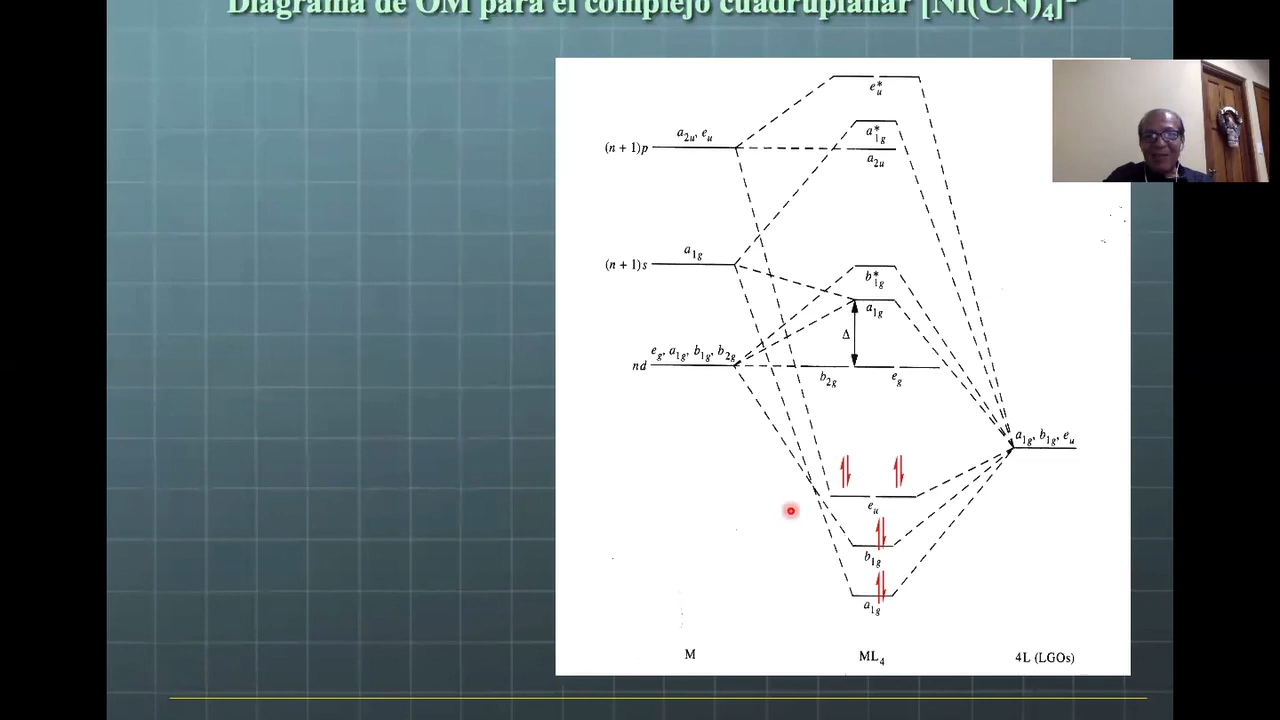 Diagrama de OM para el complejo cuadruplanar [Ni(CN)₄]²⁻
e*ᵤ
a*₁g
a₂ᵤ, eᵤ
(n + 1)p
a₂ᵤ
a₁g
(n + 1)s
b*₁g
a₁g
Δ
eg, a₁g, b₁g, b₂g
nd
b₂g eg
a₁g, b₁g, eᵤ
eᵤ
b₁g
a₁g
M ML₄ 4L (LGOs)